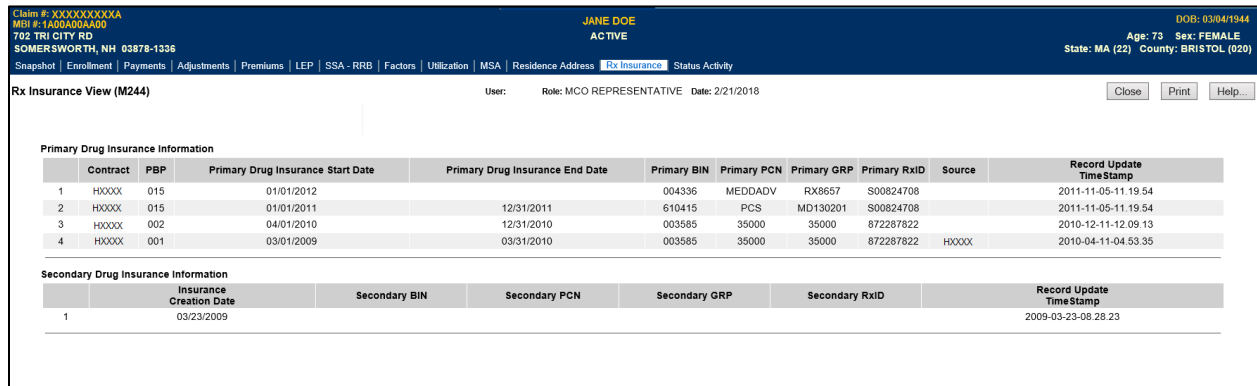 Claim #: XXXXXXXXXA
MBI #: 1A00A00AA00
JANE DOE
DOB: 03/04/1944
702 TRI CITY RD
ACTIVE
Age: 73 Sex: FEMALE
SOMERSWORTH, NH 03878-1336
State: MA (22) County: BRISTOL (020)
Snapshot | Enrollment | Payments | Adjustments | Premiums | LEP | SSA - RRB | Factors | Utilization | MSA | Residence Address | Rx Insurance | Status Activity
Rx Insurance View (M244) User: Role: MCO REPRESENTATIVE Date: 2/21/2018 Close Print Help...
Primary Drug Insurance Information
Contract PBP Primary Drug Insurance Start Date Primary Drug Insurance End Date Primary BIN Primary PCN Primary GRP Primary RxID Source Record Update TimeStamp
1 HXXXX 015 01/01/2012 004336 MEDDADV RX8657 S00824708 2011-11-05-11.19.54
2 HXXXX 015 01/01/2011 12/31/2011 610415 PCS MD130201 S00824708 2011-11-05-11.19.54
3 HXXXX 002 04/01/2010 12/31/2010 003585 35000 35000 872287822 2010-12-11-12.09.13
4 HXXXX 001 03/01/2009 03/31/2010 003585 35000 35000 872287822 HXXXX 2010-04-11-04.53.35
Secondary Drug Insurance Information
Insurance Creation Date Secondary BIN Secondary PCN Secondary GRP Secondary RxID Record Update TimeStamp
1 03/23/2009 2009-03-23-08.28.23